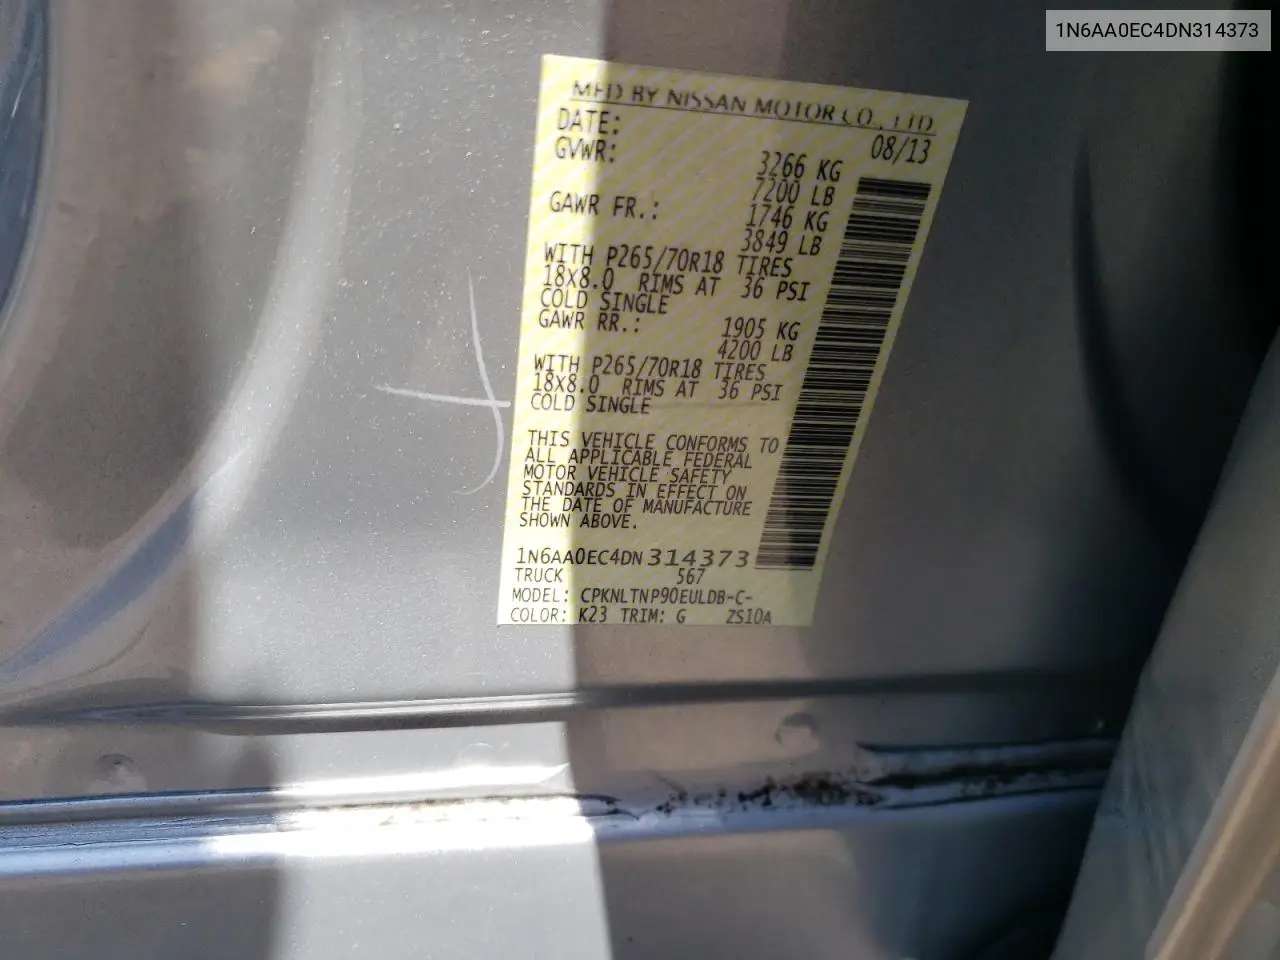 1N6AA0EC4DN314373
MFD BY NISSAN MOTOR CO., LTD
DATE: 08/13
GVWR: 3266 KG
7200 LB
GAWR FR.: 1746 KG
3849 LB
WITH P265/70R18 TIRES
18X8.0 RIMS AT 36 PSI
COLD SINGLE
GAWR RR.: 1905 KG
4200 LB
WITH P265/70R18 TIRES
18X8.0 RIMS AT 36 PSI
COLD SINGLE
THIS VEHICLE CONFORMS TO
ALL APPLICABLE FEDERAL
MOTOR VEHICLE SAFETY
STANDARDS IN EFFECT ON
THE DATE OF MANUFACTURE
SHOWN ABOVE.
1N6AA0EC4DN314373
TRUCK 567
MODEL: CPKNLTNP90EULDB-C-
COLOR: K23 TRIM: G ZS10A